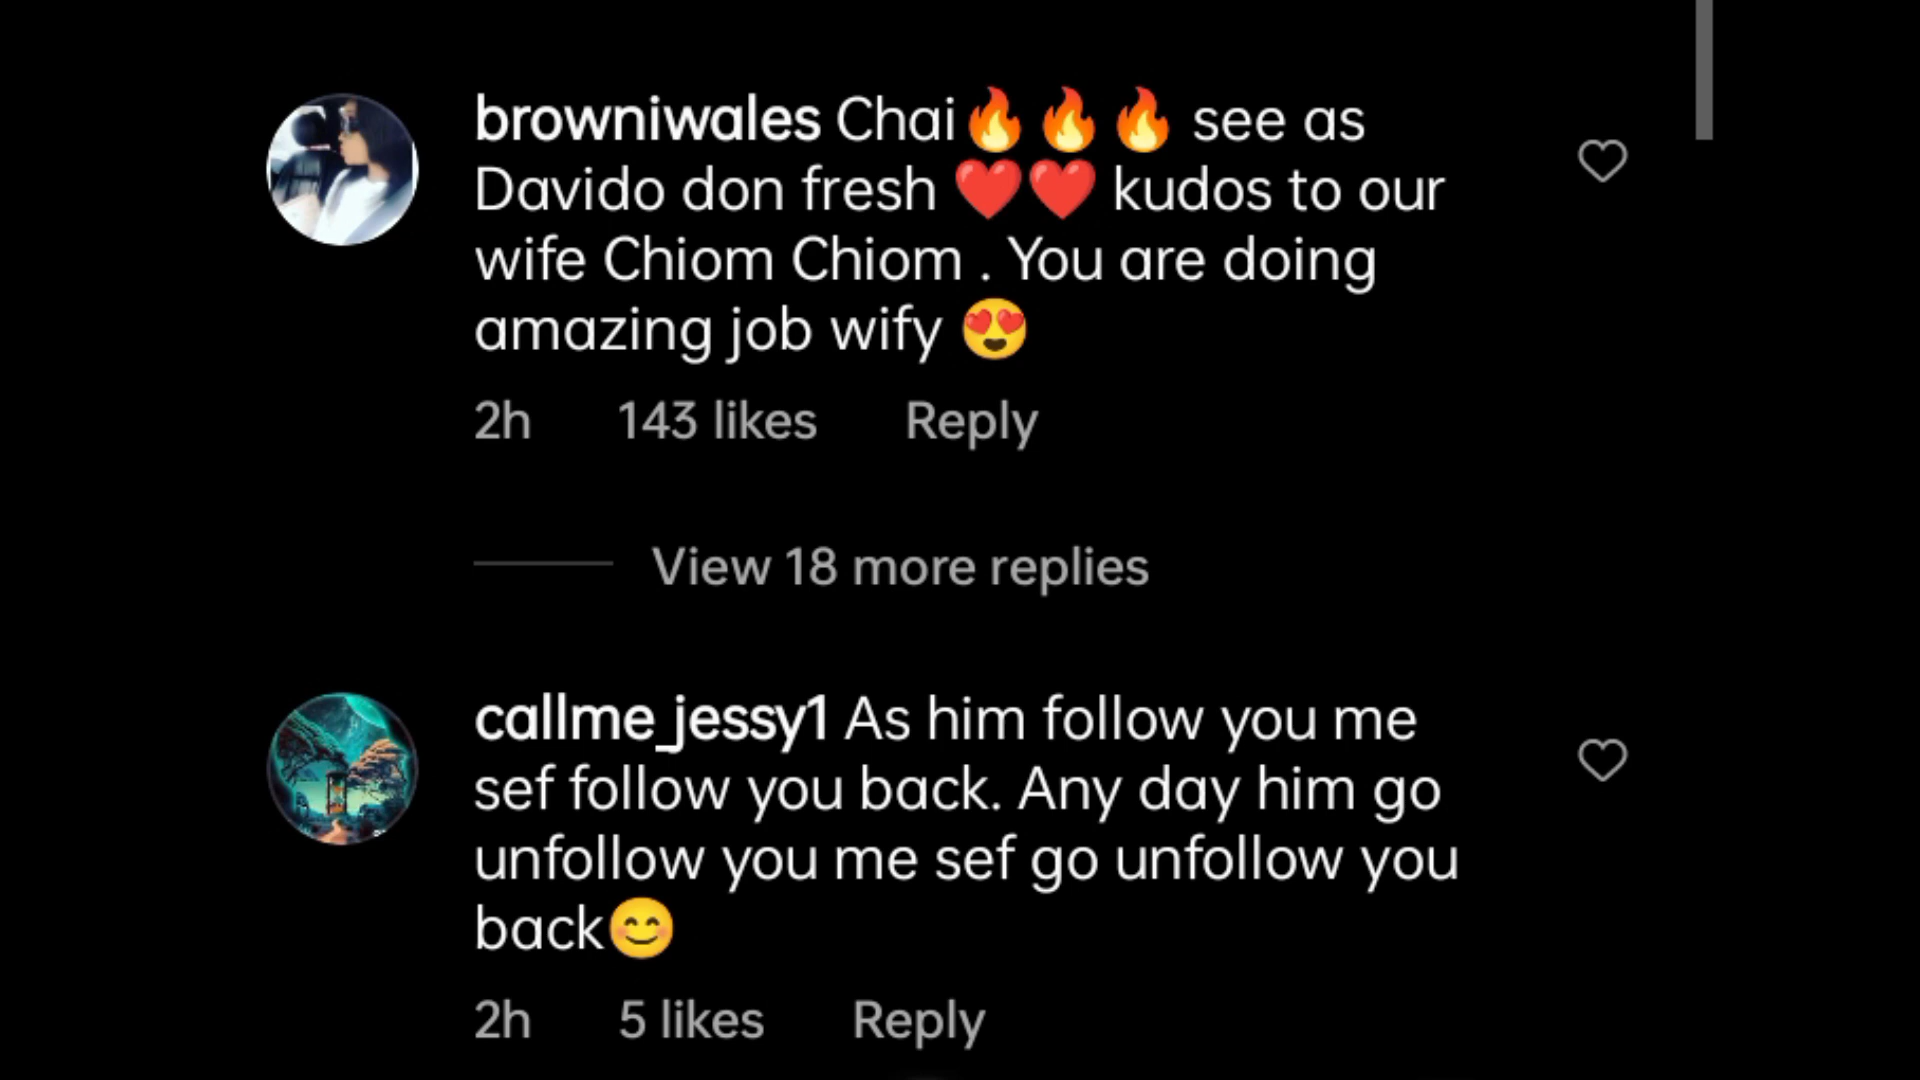 browniwales Chai🔥🔥🔥 see as
Davido don fresh ❤️❤️ kudos to our
wife Chiom Chiom . You are doing
amazing job wify 😍
2h 143 likes Reply
View 18 more replies
callme_jessy1 As him follow you me
sef follow you back. Any day him go
unfollow you me sef go unfollow you
back😊
2h 5 likes Reply